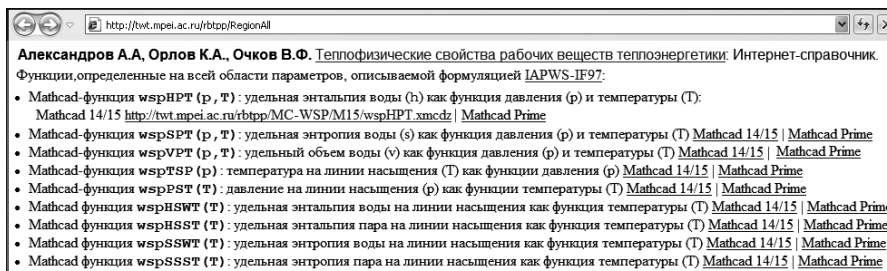 http://twt.mpei.ac.ru/rbtpp/RegionAll
Александров А.А, Орлов К.А., Очков В.Ф. Теплофизические свойства рабочих веществ теплоэнергетики: Интернет-справочник.
Функции,определенные на всей области параметров, описываемой формуляцией IAPWS-IF97:
• Mathcad-функция wspHPT(p,T): удельная энтальпия воды (h) как функция давления (p) и температуры (T):
Mathcad 14/15 http://twt.mpei.ac.ru/rbtpp/MC-WSP/M15/wspHPT.xmcdz | Mathcad Prime
• Mathcad-функция wspSPT(p,T): удельная энтропия воды (s) как функция давления (p) и температуры (T) Mathcad 14/15 | Mathcad Prime
• Mathcad-функция wspVPT(p,T): удельный объем воды (v) как функция давления (p) и температуры (T) Mathcad 14/15 | Mathcad Prime
• Mathcad-функция wspTSP(p): температура на линии насыщения (T) как функции давления (p) Mathcad 14/15 | Mathcad Prime
• Mathcad-функция wspPST(T): давление на линии насыщения (p) как функции температуры (T) Mathcad 14/15 | Mathcad Prime
• Mathcad функция wspHSWT(T): удельная энтальпия воды на линии насыщения как функция температуры (T) Mathcad 14/15 | Mathcad Prime
• Mathcad функция wspHSST(T): удельная энтальпия пара на линии насыщения как функция температуры (T) Mathcad 14/15 | Mathcad Prime
• Mathcad функция wspSSWT(T): удельная энтропия воды на линии насыщения как функция температуры (T) Mathcad 14/15 | Mathcad Prime
• Mathcad функция wspSSST(T): удельная энтропия пара на линии насыщения как функция температуры (T) Mathcad 14/15 | Mathcad Prime